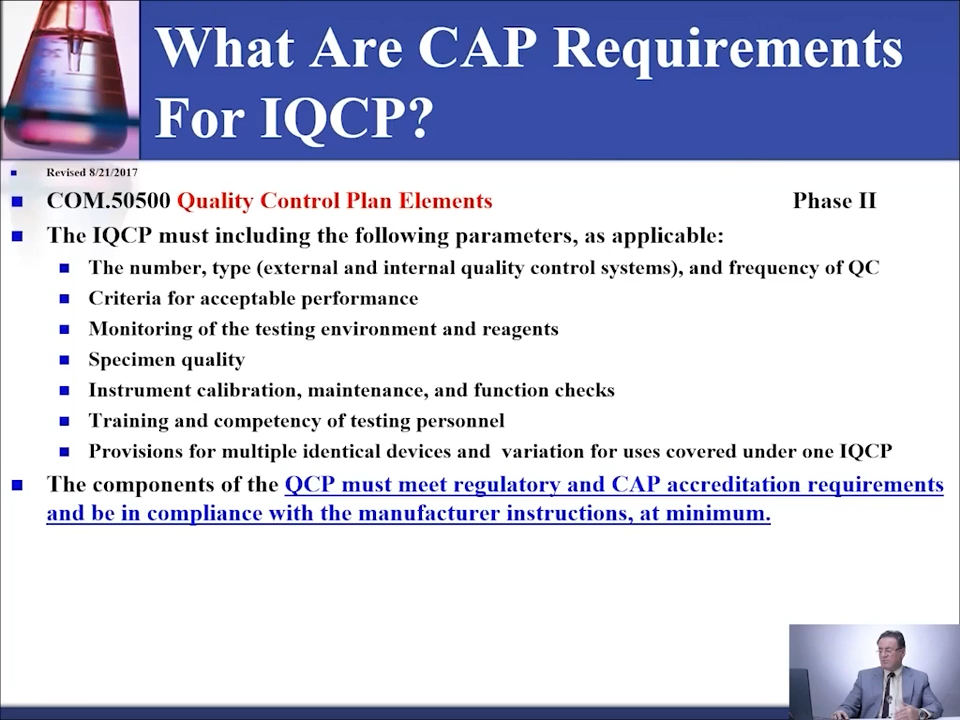 What Are CAP Requirements
For IQCP?
Revised 8/21/2017
COM.50500 Quality Control Plan Elements Phase II
The IQCP must including the following parameters, as applicable:
The number, type (external and internal quality control systems), and frequency of QC
Criteria for acceptable performance
Monitoring of the testing environment and reagents
Specimen quality
Instrument calibration, maintenance, and function checks
Training and competency of testing personnel
Provisions for multiple identical devices and variation for uses covered under one IQCP
The components of the QCP must meet regulatory and CAP accreditation requirements
and be in compliance with the manufacturer instructions, at minimum.